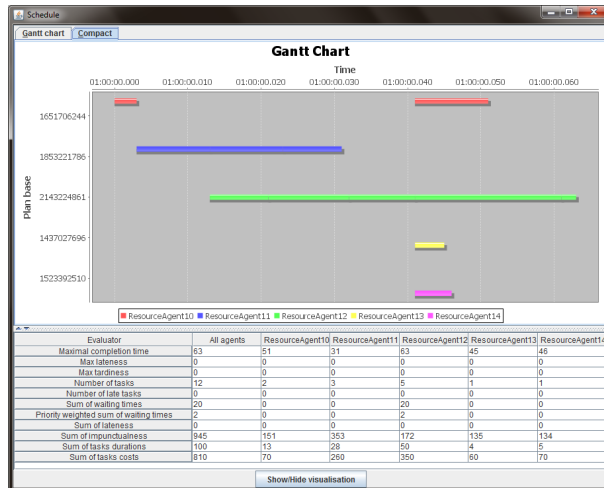 Schedule
Gantt chart Compact
Gantt Chart
Time
01:00:00.000 01:00:00.010 01:00:00.020 01:00:00.030 01:00:00.040 01:00:00.050 01:00:00.060
Plan base
1651706244
1853221786
2143224861
1437027696
1523392510
ResourceAgent10 ResourceAgent11 ResourceAgent12 ResourceAgent13 ResourceAgent14
Evaluator All agents ResourceAgent10 ResourceAgent11 ResourceAgent12 ResourceAgent13 ResourceAgent14
Maximal completion time 63 51 31 63 45 46
Max lateness 0 0 0 0 0 0
Max tardiness 0 0 0 0 0 0
Number of tasks 12 2 3 5 1 1
Number of late tasks 0 0 0 0 0 0
Sum of waiting times 20 0 0 20 0 0
Priority weighted sum of waiting times 2 0 0 2 0 0
Sum of lateness 0 0 0 0 0 0
Sum of impunctualness 945 151 353 172 135 134
Sum of tasks durations 100 13 28 50 4 5
Sum of tasks costs 810 70 260 350 60 70
Show/Hide visualisation